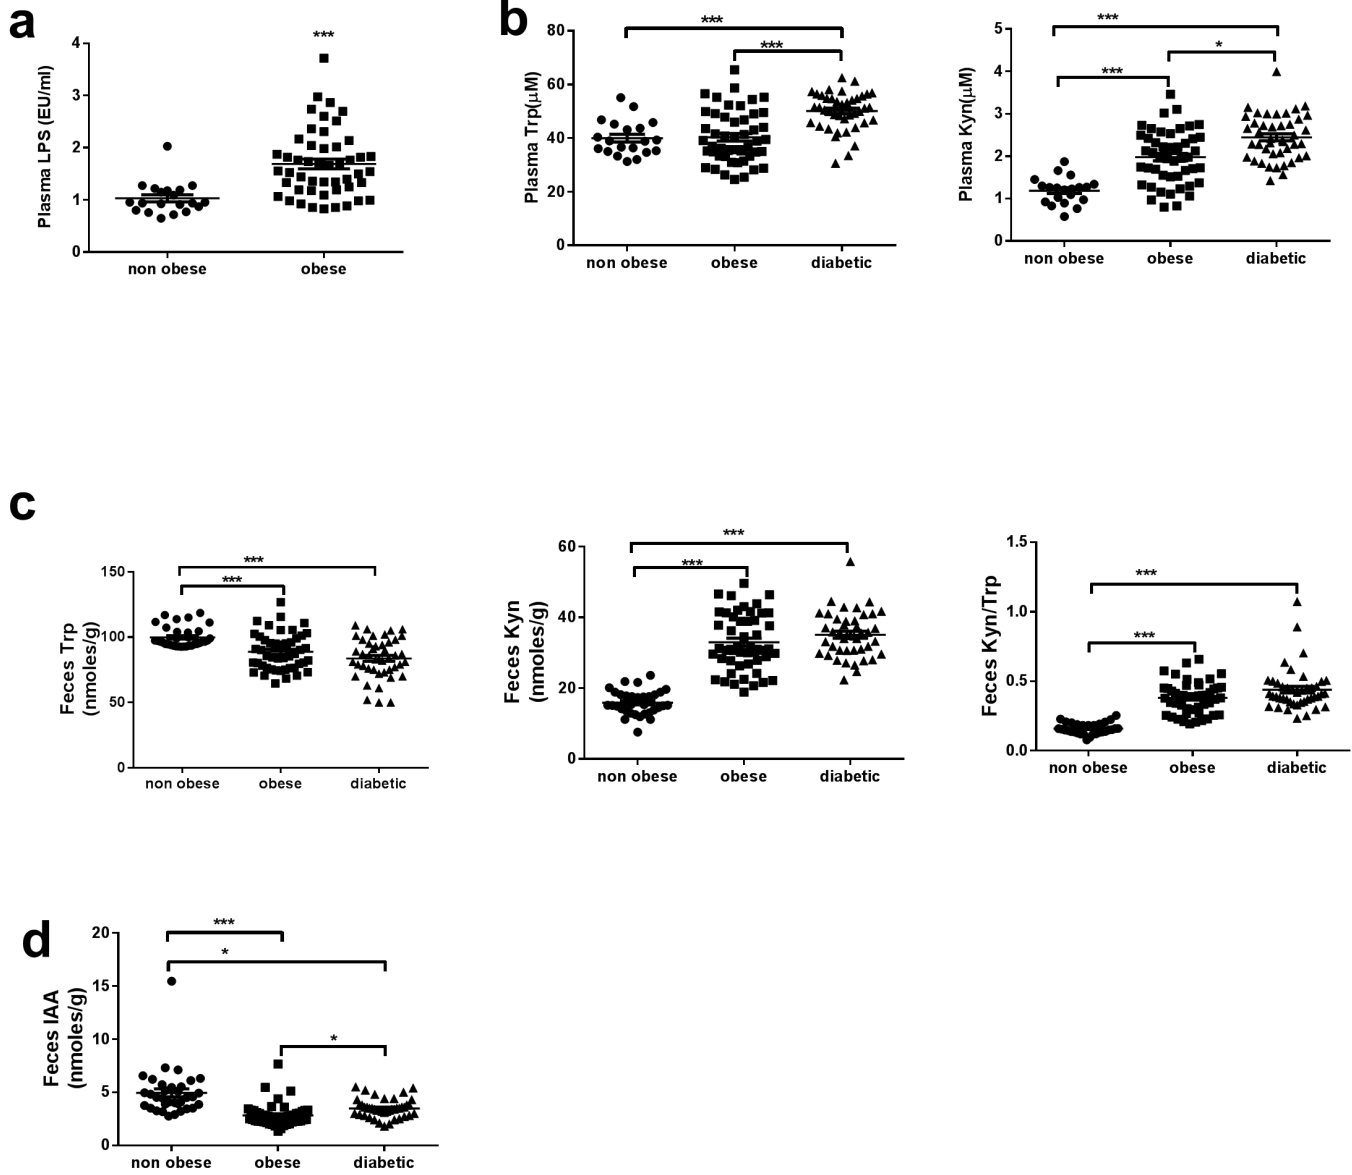 a
Plasma LPS (EU/ml)
4
3
2
1
0
***
non obese
obese
b
Plasma Trp(μM)
80
60
40
20
0
***
***
non obese
obese
diabetic
Plasma Kyn(μM)
5
4
3
2
1
0
***
*
***
non obese
obese
diabetic
c
Feces Trp
(nmoles/g)
150
100
50
0
***
***
non obese
obese
diabetic
Feces Kyn
(nmoles/g)
60
40
20
0
***
***
non obese
obese
diabetic
Feces Kyn/Trp
1.5
1.0
0.5
0.0
***
***
non obese
obese
diabetic
d
Feces IAA
(nmoles/g)
20
15
10
5
0
***
*
*
non obese
obese
diabetic